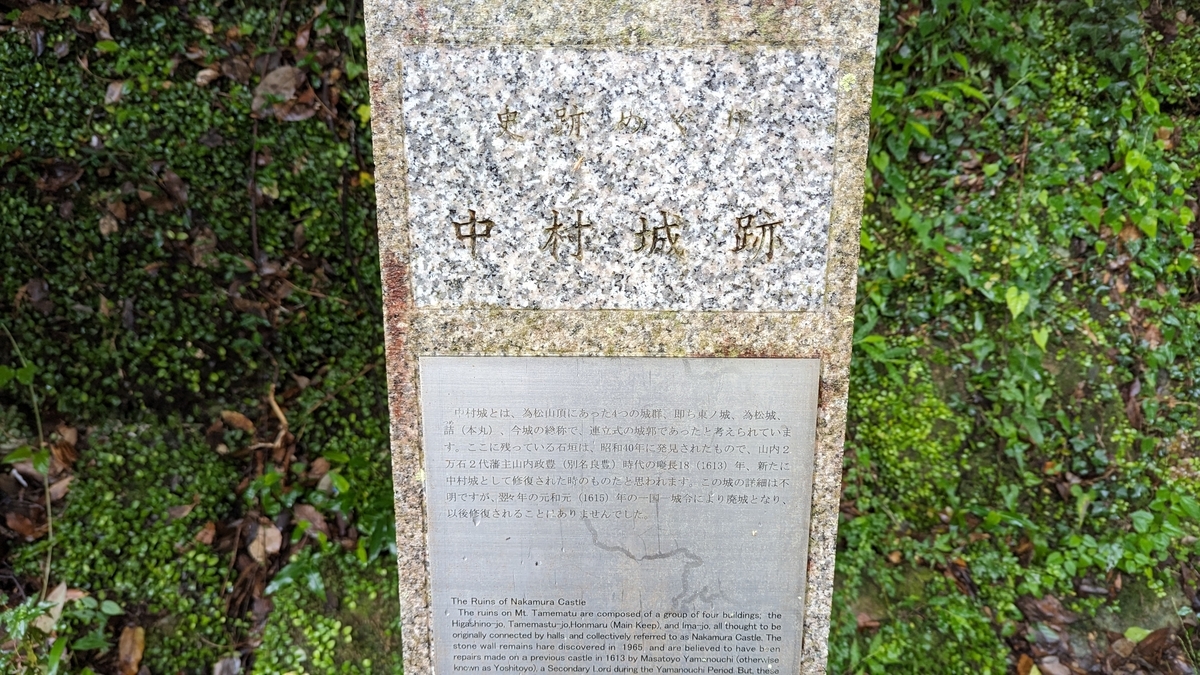 史跡めぐり
中村城跡
中村城とは、為松山頂にあった4つの城群、即ち東ノ城、為松城、
詰（本丸）、今城の総称で、連立式の城郭であったと考えられていま
す。ここに残っている石垣は、昭和40年に発見されたもので、山内2
万石2代藩主山内政豊（別名良豊）時代の慶長18（1613）年、新たに
中村城として修復された時のものだと思われます。この城の詳細は不
明ですが、翌々年の元和元（1615）年の一国一城令により廃城となり、
以後修復されることはありませんでした。
The Ruins of Nakamura Castle
The ruins on Mt. Tamematu are composed of a group of four buildings; the
Higashino-jo, Tamemastu-jo,Honmaru (Main Keep), and Ima-jo, all thought to be
originally connected by halls and collectively referred to as Nakamura Castle. The
stone wall remains hare discovered in 1965, and are believed to have been
repairs made on a previous castle in 1613 by Masatoyo Yamanouchi (otherwise
known as Yoshitoyo), a Secondary Lord during the Yamanouchi Period. But, these